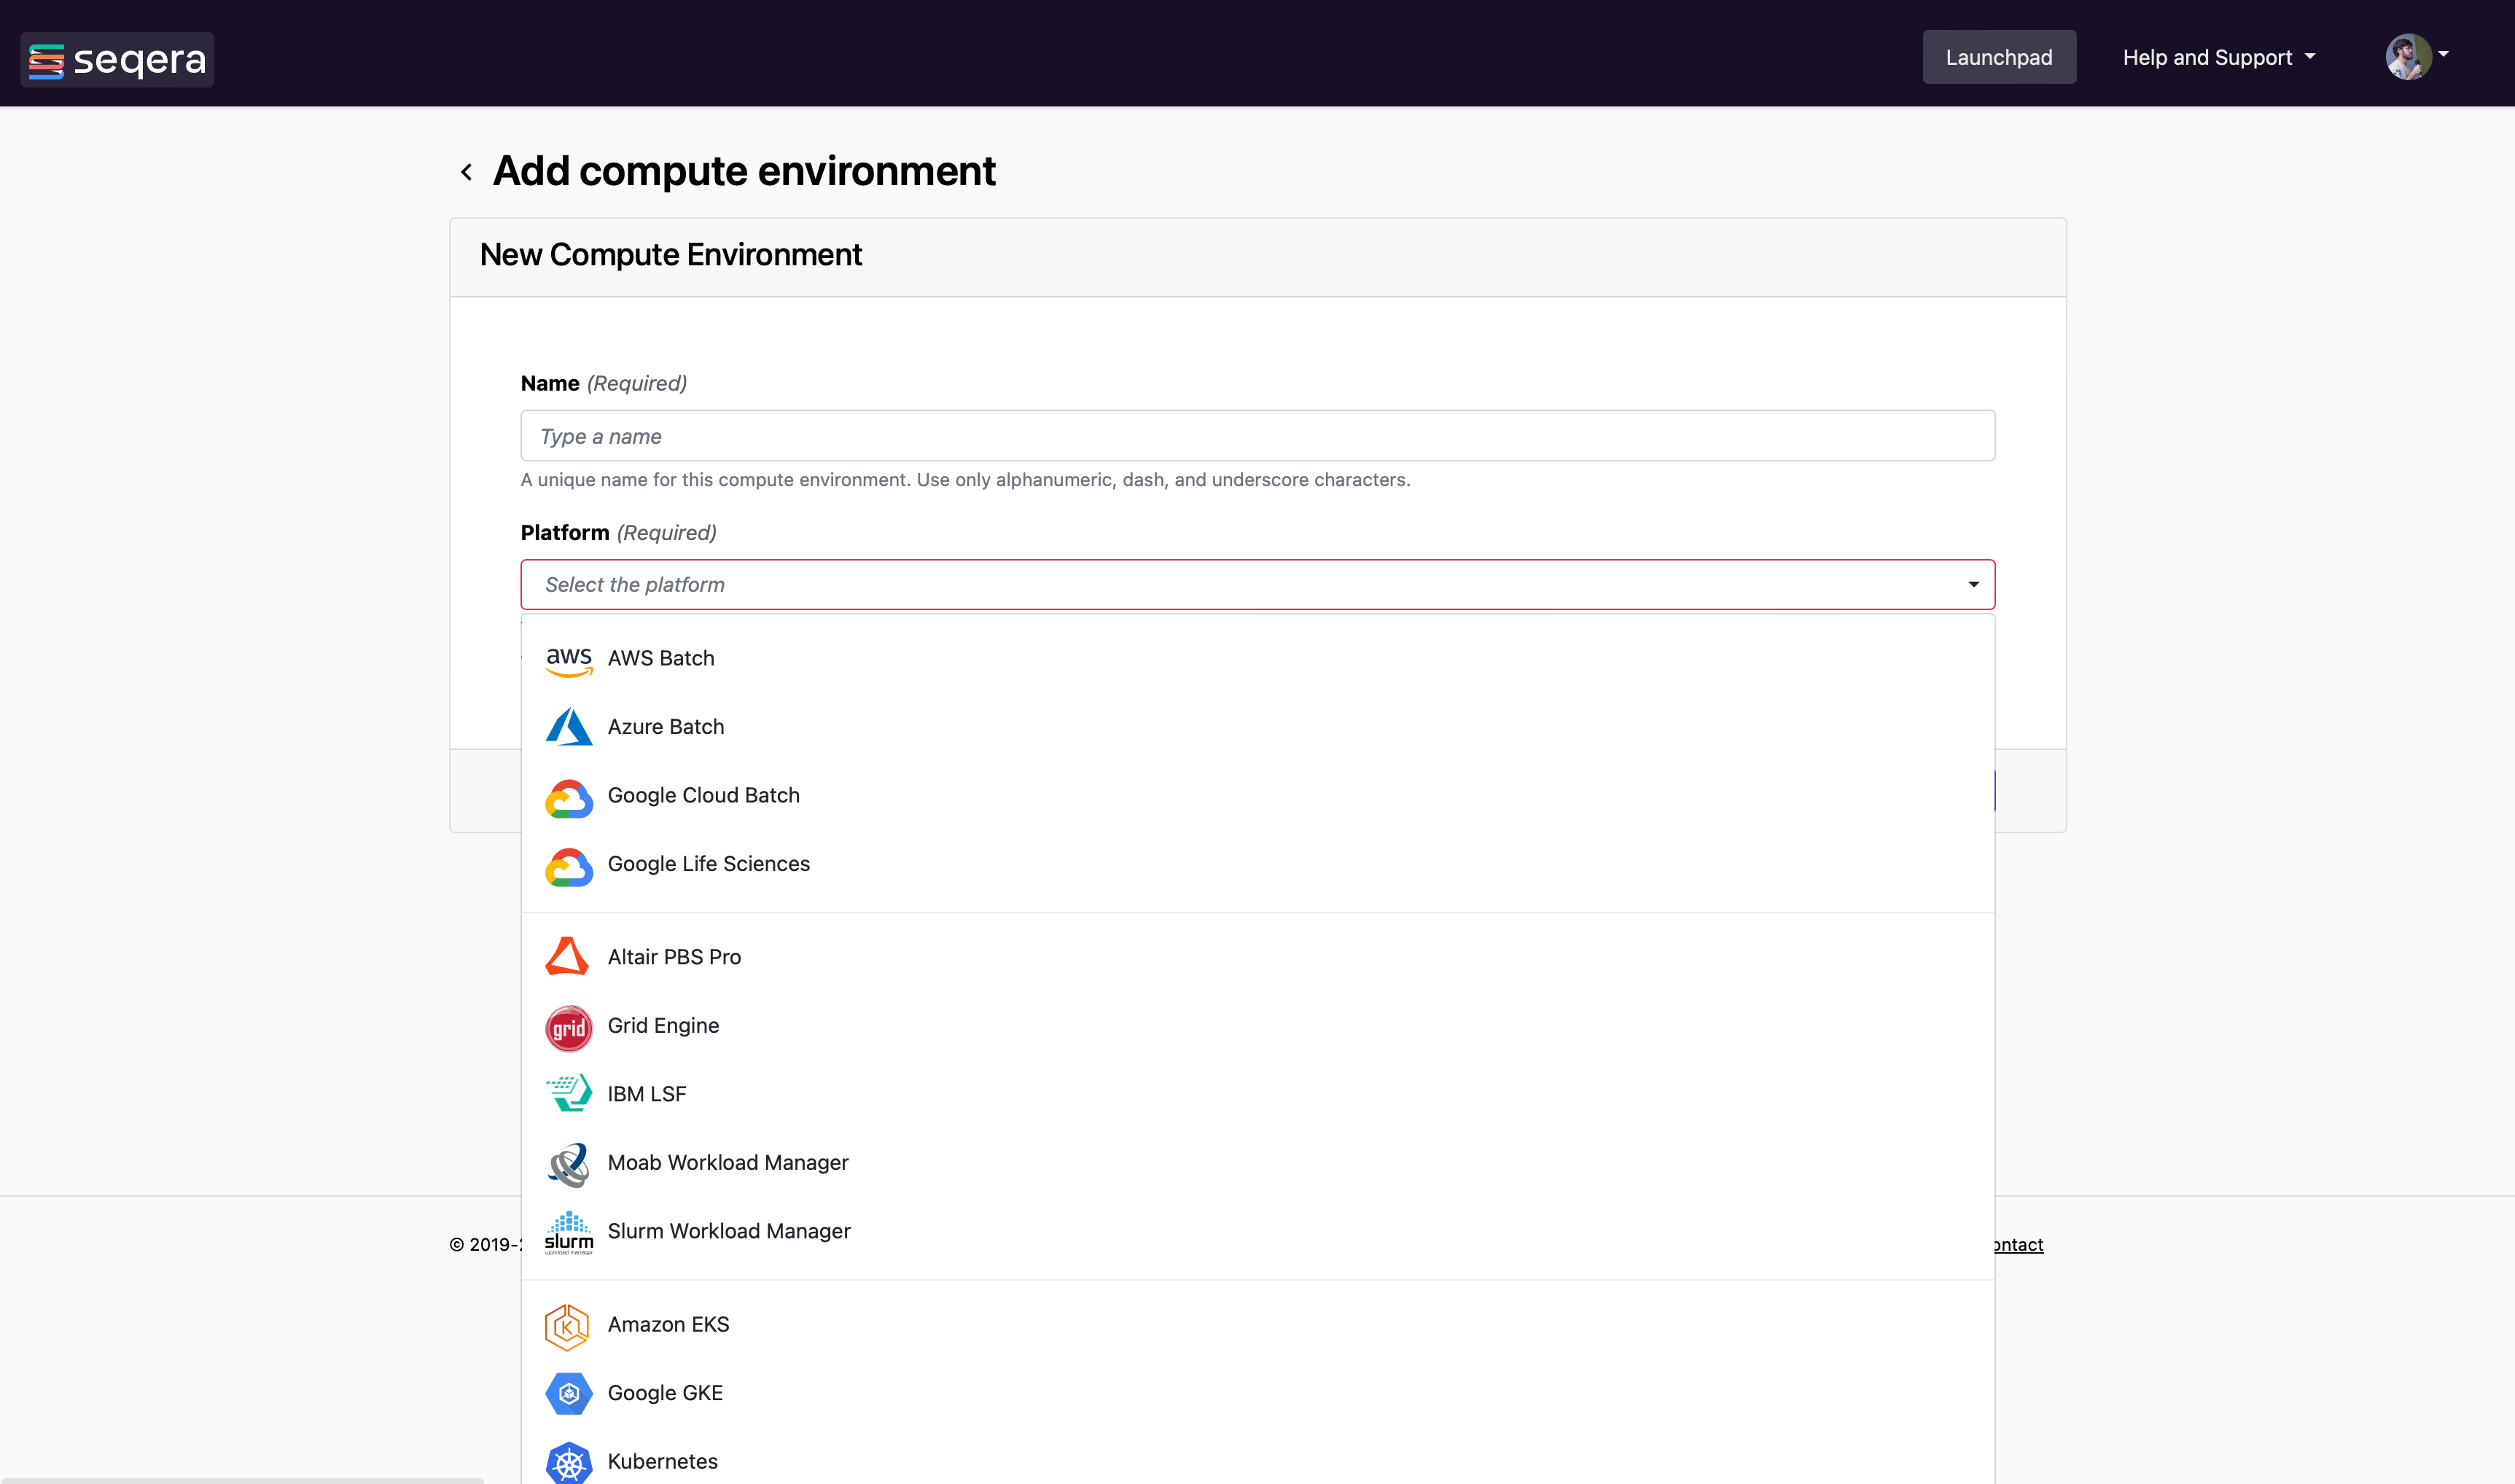 seqera
Launchpad
Help and Support
Add compute environment
New Compute Environment
Name (Required)
Type a name
A unique name for this compute environment. Use only alphanumeric, dash, and underscore characters.
Platform (Required)
Select the platform
aws AWS Batch
Azure Batch
Google Cloud Batch
Google Life Sciences
Altair PBS Pro
grid Grid Engine
IBM LSF
Moab Workload Manager
slurm workload manager Slurm Workload Manager
© 2019-
ontact
K Amazon EKS
Google GKE
Kubernetes